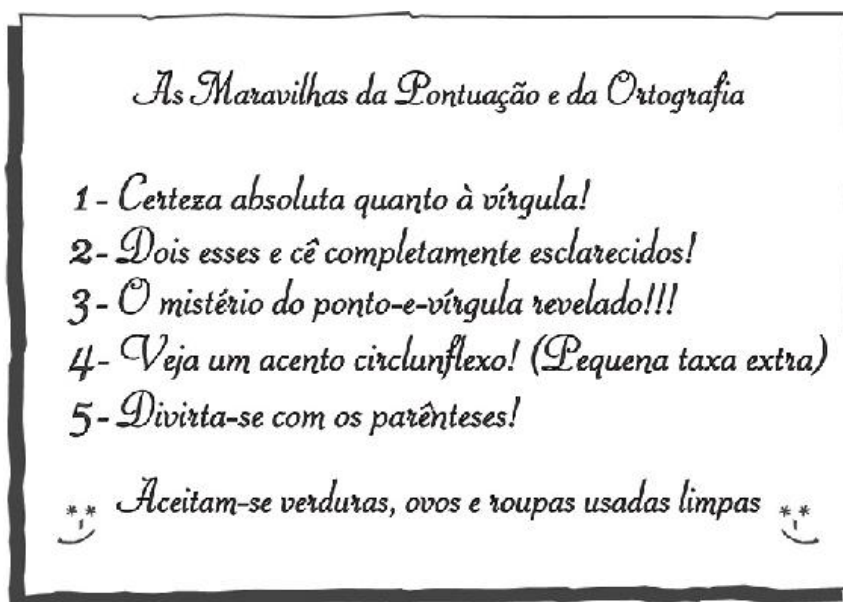 As Maravilhas da Pontuação e da Ortografia
1 - Certeza absoluta quanto à vírgula!
2 - Dois esses e cê completamente esclarecidos!
3 - O mistério do ponto-e-vírgula revelado!!!
4 - Veja um acento circlunflexo! (Pequena taxa extra)
5 - Divirta-se com os parênteses!
Aceitam-se verduras, ovos e roupas usadas limpas